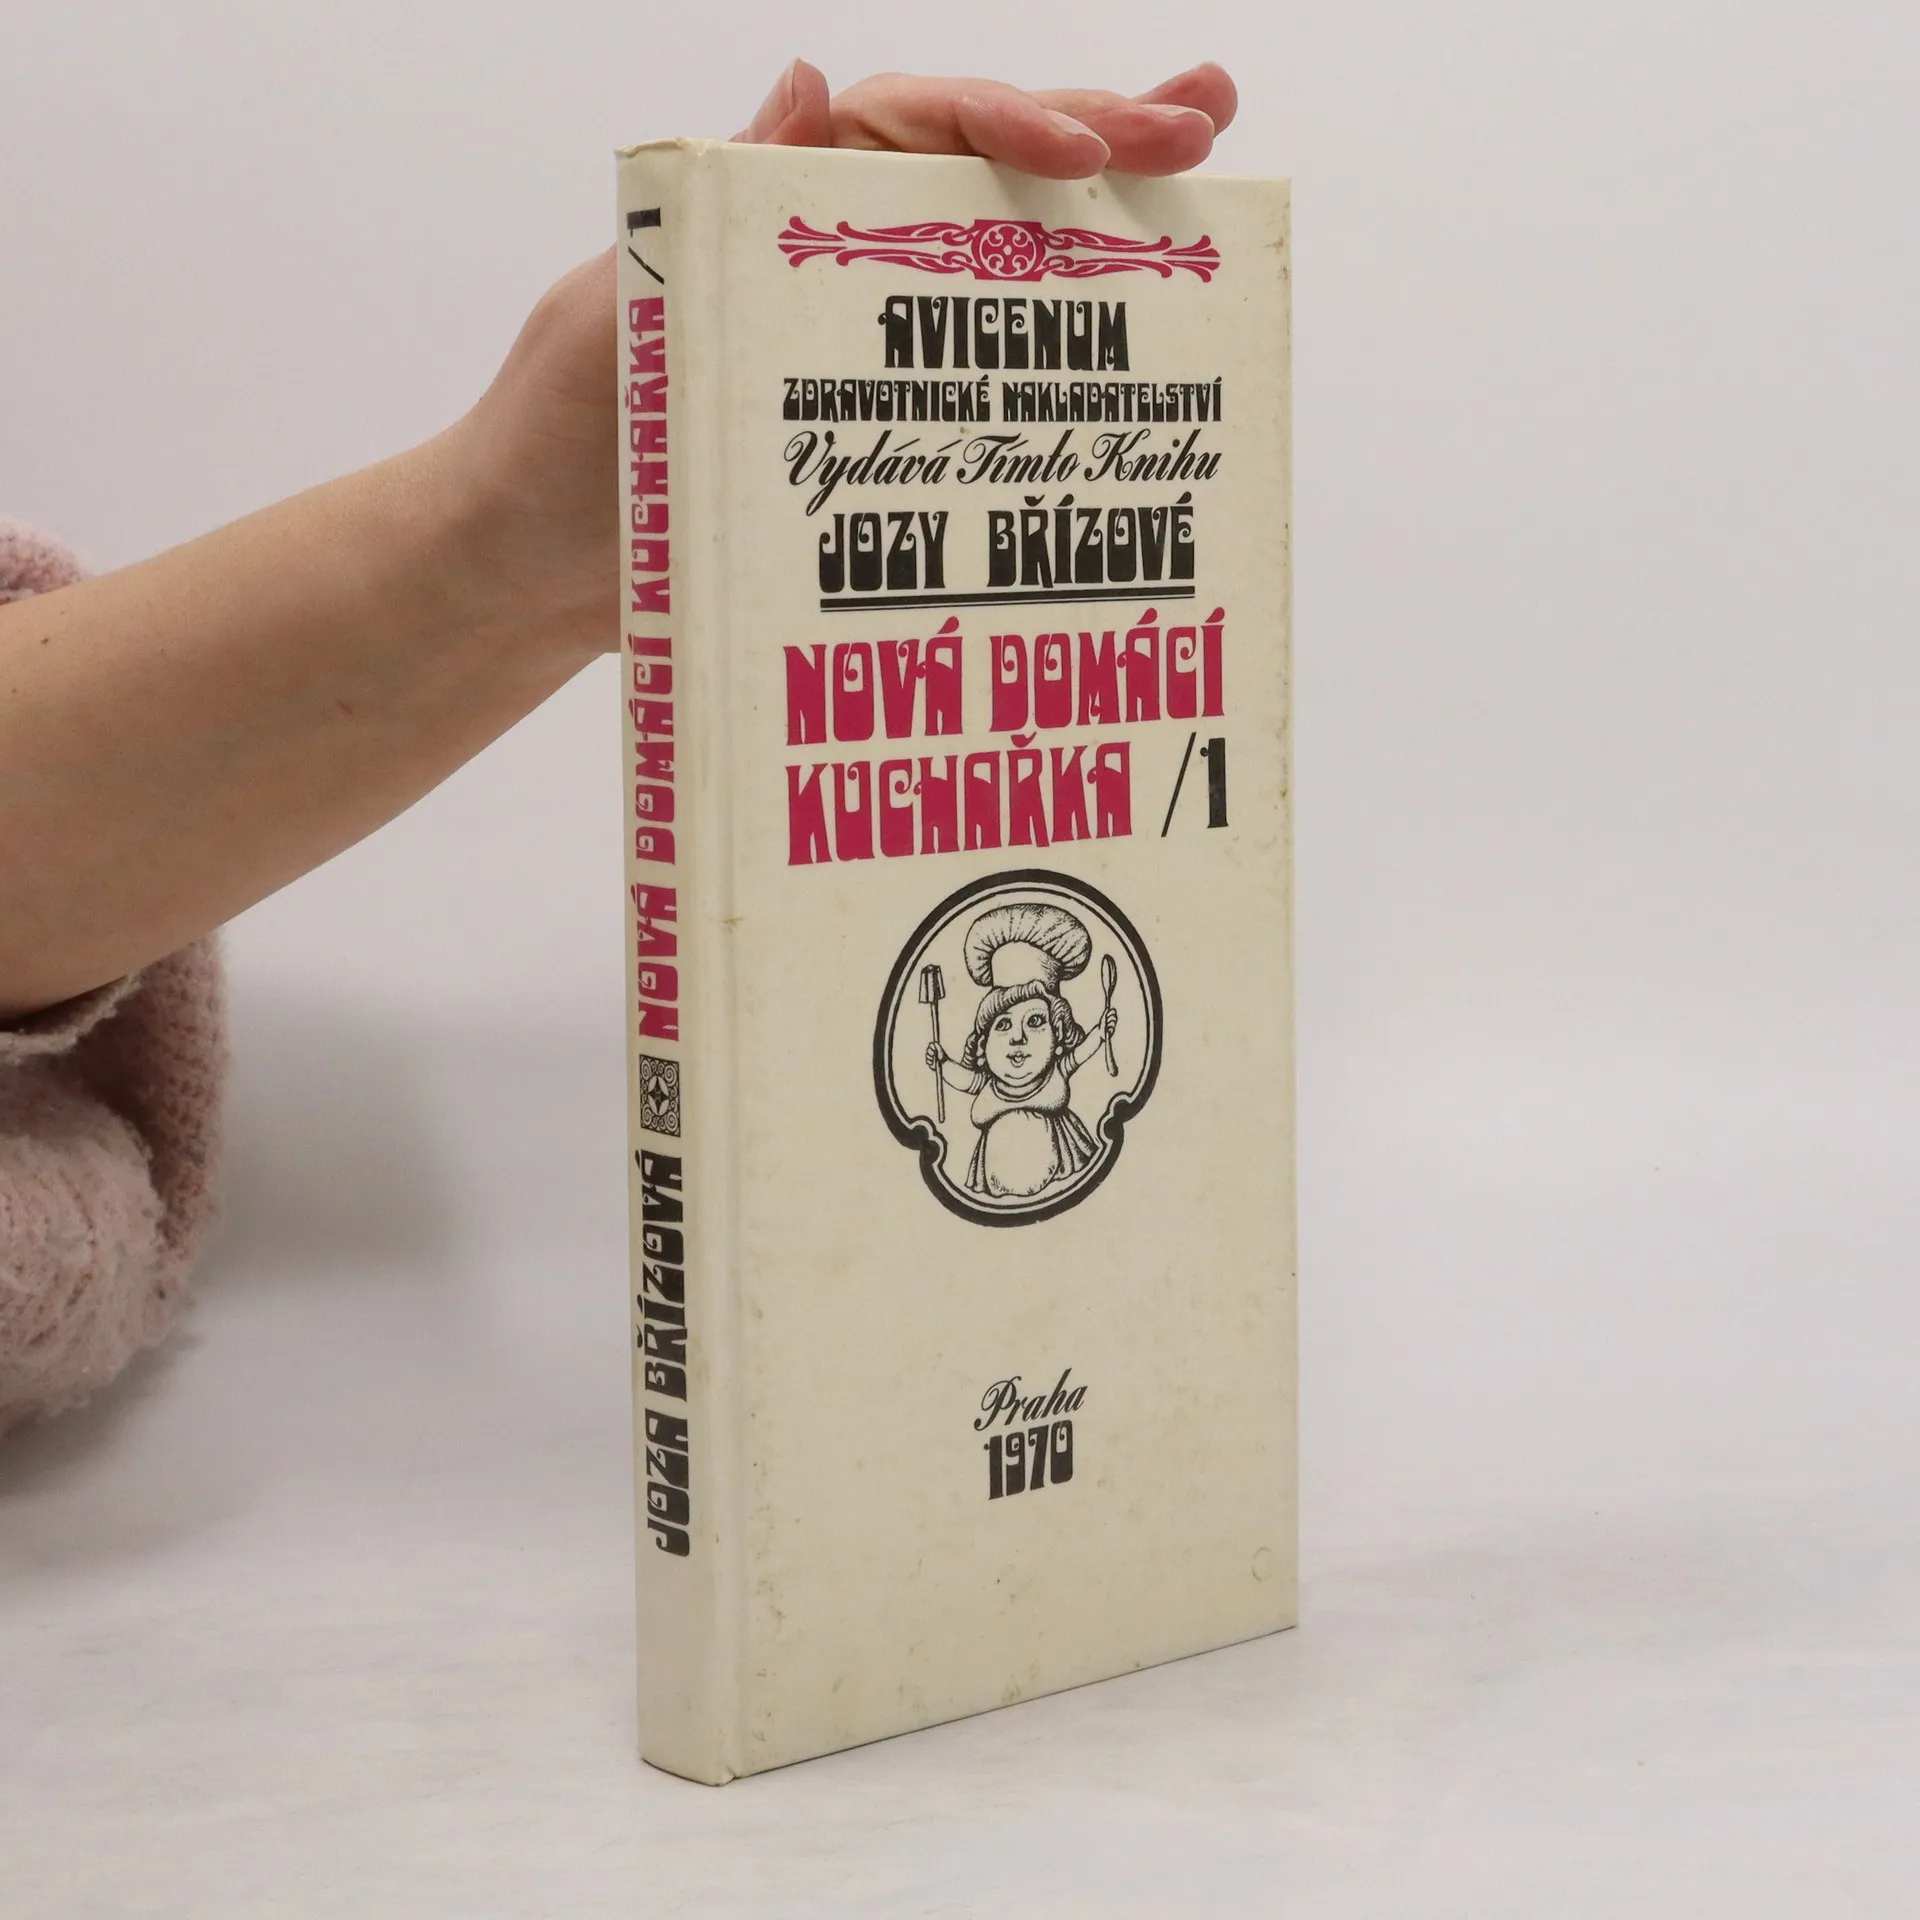 AVICENUM
ZDRAVOTNICKÉ NAKLADATELSTVÍ
Vydává Tímto Knihu
JOZY BŘÍZOVÉ
NOVÁ DOMÁCÍ
KUCHAŘKA /1
Praha
1970
JOZA BŘÍZOVÁ NOVÁ DOMÁCÍ KUCHAŘKA /1